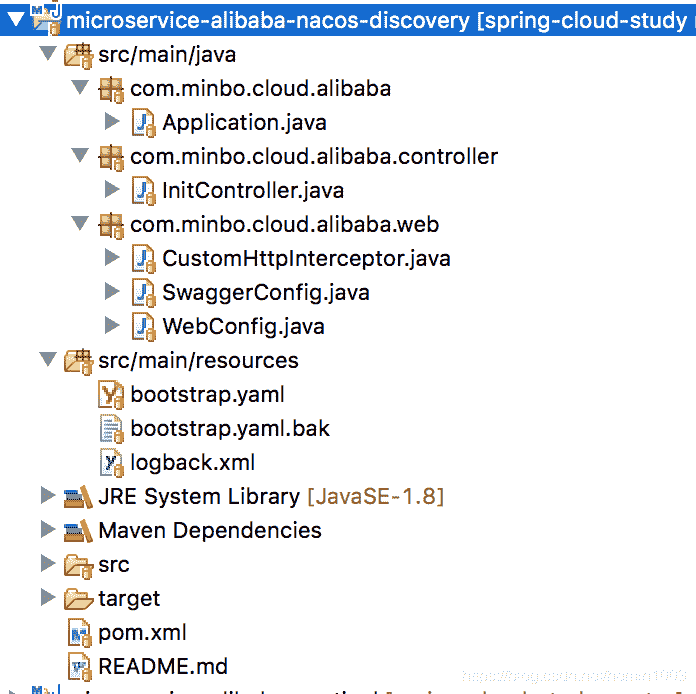 microservice-alibaba-nacos-discovery [spring-cloud-study
src/main/java
com.minbo.cloud.alibaba
Application.java
com.minbo.cloud.alibaba.controller
InitController.java
com.minbo.cloud.alibaba.web
CustomHttpInterceptor.java
SwaggerConfig.java
WebConfig.java
src/main/resources
bootstrap.yaml
bootstrap.yaml.bak
logback.xml
JRE System Library [JavaSE-1.8]
Maven Dependencies
src
target
pom.xml
README.md